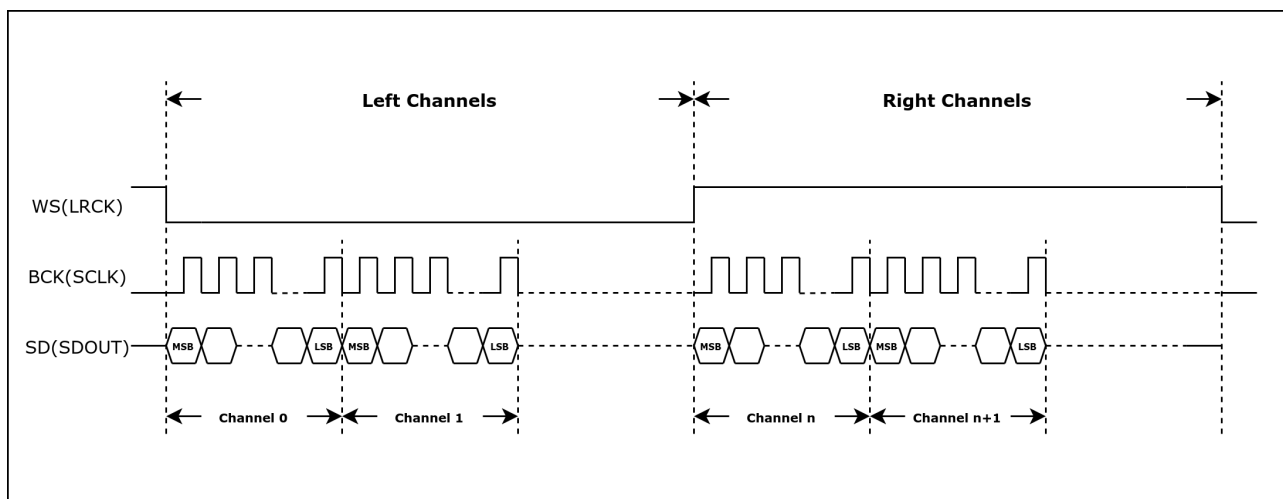 Left Channels
Right Channels
WS(LRCK)
BCK(SCLK)
SD(SDOUT)
MSB
LSB
MSB
LSB
MSB
LSB
MSB
LSB
Channel 0
Channel 1
Channel n
Channel n+1